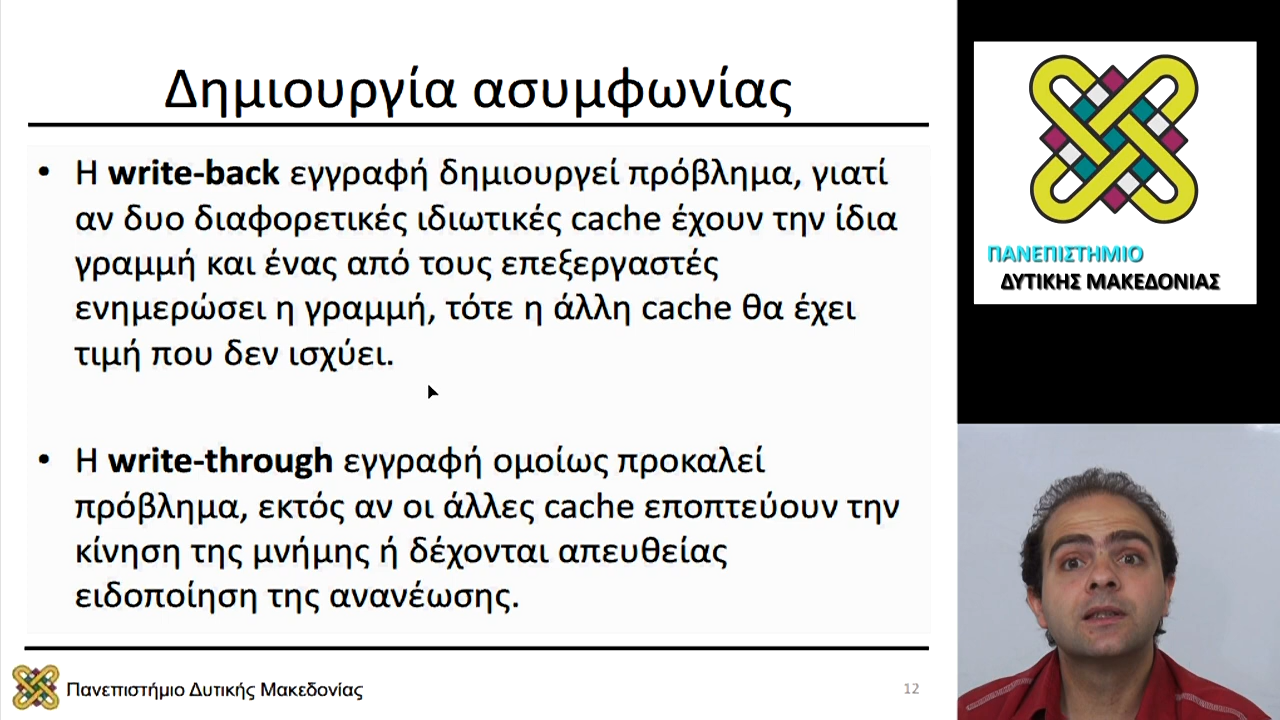 Δημιουργία ασυμφωνίας
• Η write-back εγγραφή δημιουργεί πρόβλημα, γιατί
αν δυο διαφορετικές ιδιωτικές cache έχουν την ίδια
γραμμή και ένας από τους επεξεργαστές
ενημερώσει η γραμμή, τότε η άλλη cache θα έχει
τιμή που δεν ισχύει.
• Η write-through εγγραφή ομοίως προκαλεί
πρόβλημα, εκτός αν οι άλλες cache εποπτεύουν την
κίνηση της μνήμης ή δέχονται απευθείας
ειδοποίηση της ανανέωσης.
Πανεπιστήμιο Δυτικής Μακεδονίας
12
ΠΑΝΕΠΙΣΤΗΜΙΟ
ΔΥΤΙΚΗΣ ΜΑΚΕΔΟΝΙΑΣ